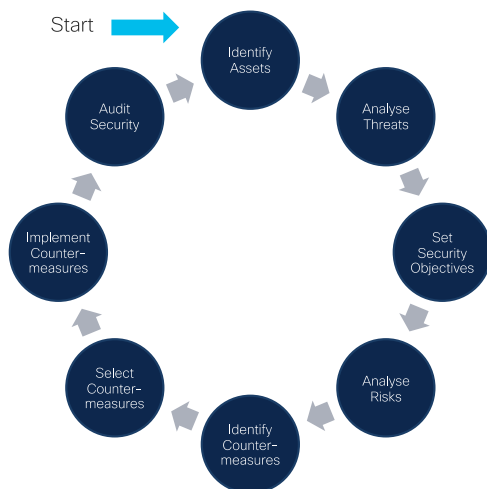 Start
Identify
Assets
Analyse
Threats
Set
Security
Objectives
Analyse
Risks
Identify
Counter-
measures
Select
Counter-
measures
Implement
Counter-
measures
Audit
Security